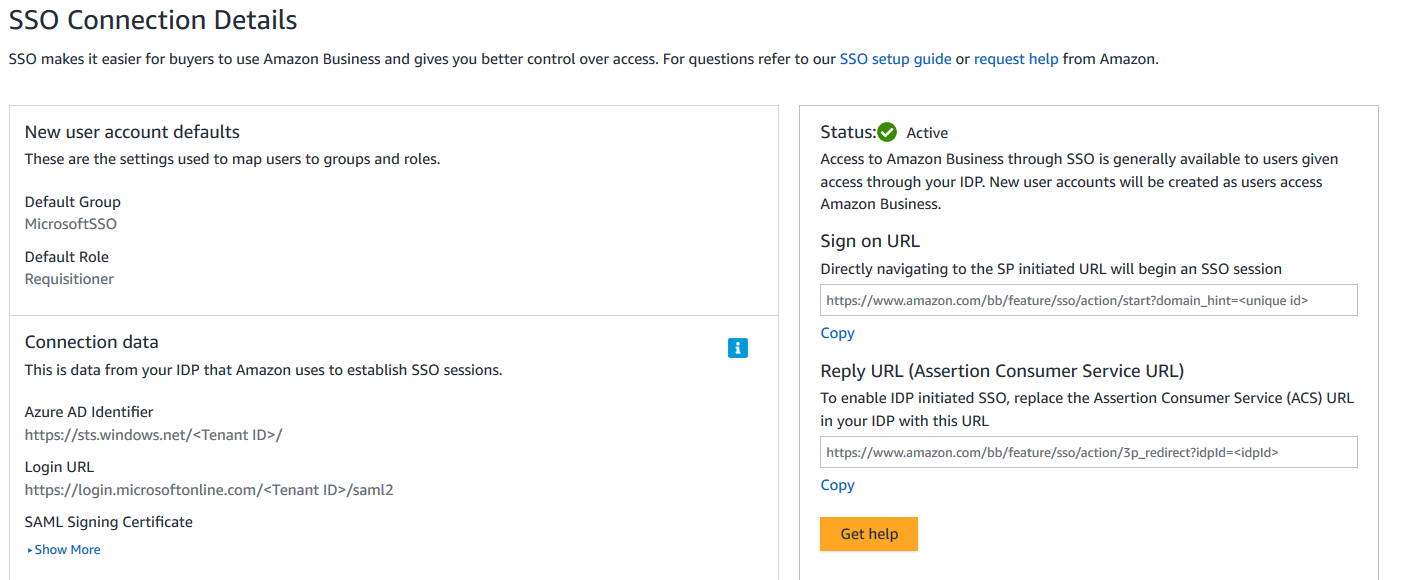 SSO Connection Details
SSO makes it easier for buyers to use Amazon Business and gives you better control over access. For questions refer to our SSO setup guide or request help from Amazon.
New user account defaults
These are the settings used to map users to groups and roles.
Default Group
MicrosoftSSO
Default Role
Requisitioner
Connection data
This is data from your IDP that Amazon uses to establish SSO sessions.
Azure AD Identifier
https://sts.windows.net/<Tenant ID>/
Login URL
https://login.microsoftonline.com/<Tenant ID>/saml2
SAML Signing Certificate
Show More
Status: Active
Access to Amazon Business through SSO is generally available to users given
access through your IDP. New user accounts will be created as users access
Amazon Business.
Sign on URL
Directly navigating to the SP initiated URL will begin an SSO session
https://www.amazon.com/bb/feature/sso/action/start?domain_hint=<unique id>
Copy
Reply URL (Assertion Consumer Service URL)
To enable IDP initiated SSO, replace the Assertion Consumer Service (ACS) URL
in your IDP with this URL
https://www.amazon.com/bb/feature/sso/action/3p_redirect?idpId=<idpId>
Copy
Get help